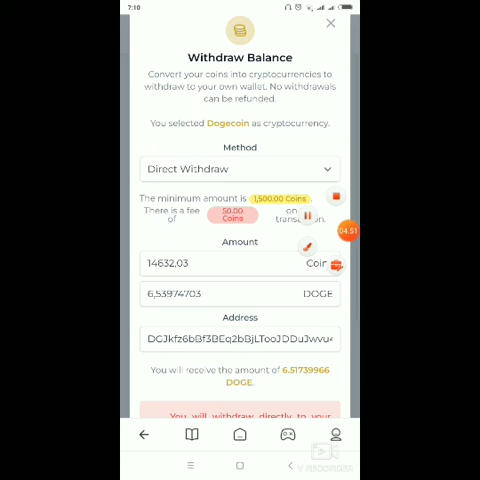 7:10
Withdraw Balance
Convert your coins into cryptocurrencies to
withdraw to your own wallet. No withdrawals
can be refunded.
You selected Dogecoin as cryptocurrency.
Method
Direct Withdraw
The minimum amount is 1,500.00 Coins.
There is a fee of 50.00 Coins on
04:51
Amount
14632,03
6,53974703 DOGE
Address
You will receive the amount of 6.51739966
DOGE.
You will withdraw directly to your
RECORDER